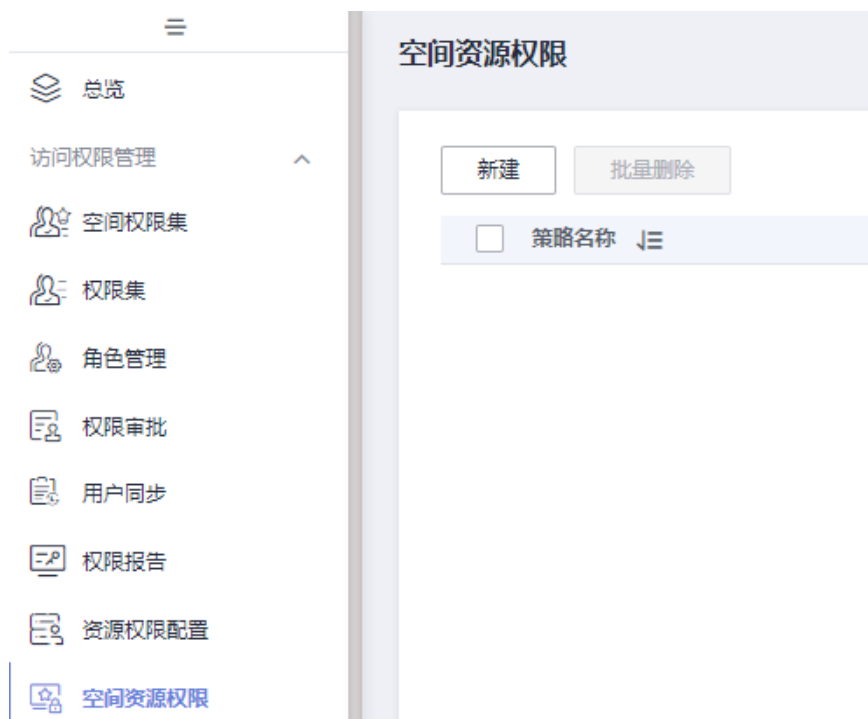 总览
访问权限管理
空间权限集
权限集
角色管理
权限审批
用户同步
权限报告
资源权限配置
空间资源权限
空间资源权限
新建
批量删除
策略名称